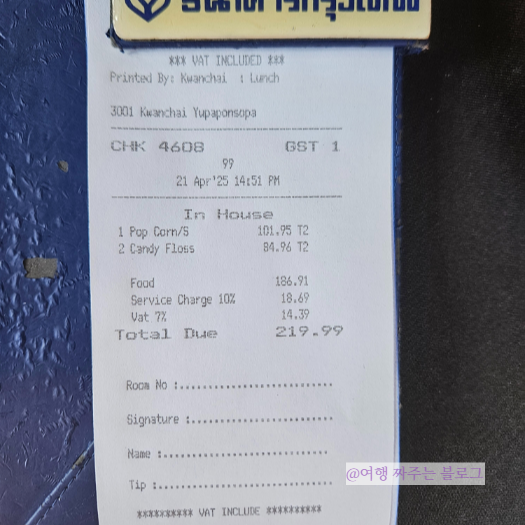 *** VAT INCLUDED ***
Printed By: Kwanchai : Lunch
3001 Kwanchai Yupaponsopa
CHK 4608 GST 1
99
21 Apr'25 14:51 PM
In House
1 Pop Corn/S 101.95 T2
2 Candy Floss 84.96 T2
Food 186.91
Service Charge 10% 18.69
Vat 7% 14.39
Total Due 219.99
Room No :............................
Signature :..........................
Name :..............................
Tip :................................
********** VAT INCLUDE **********
@여행 짜주는 블로그